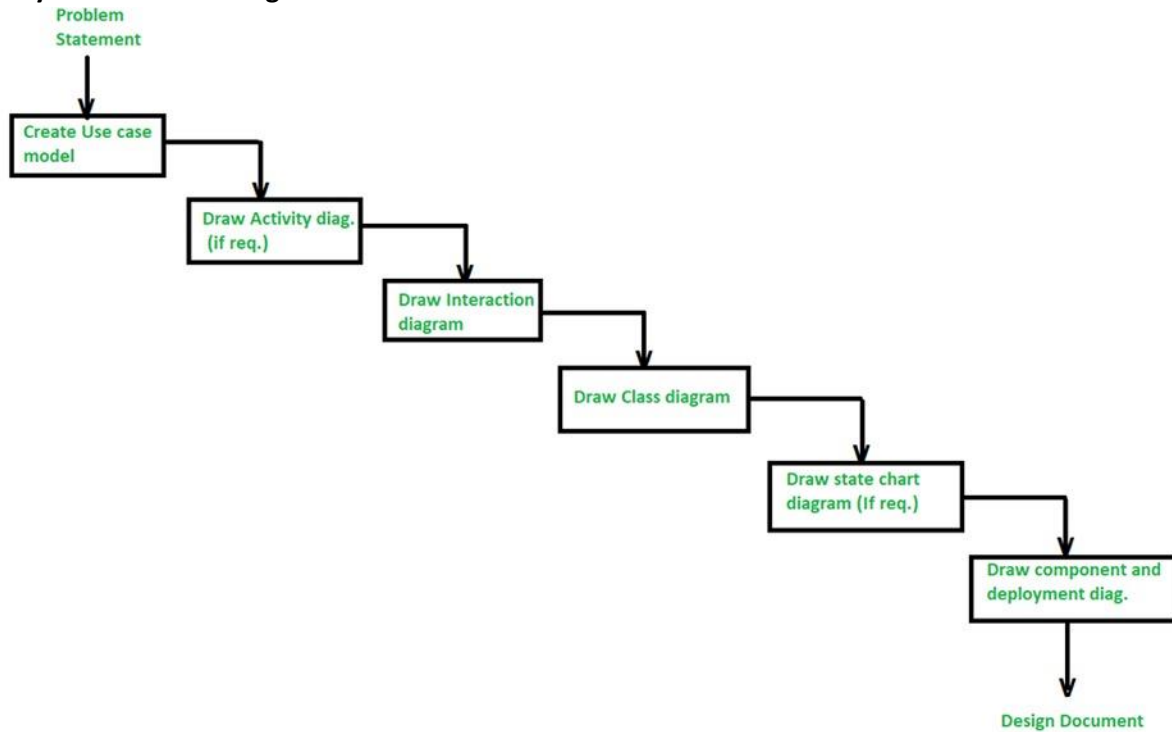 Problem
Statement
Create Use case
model
Draw Activity diag.
(if req.)
Draw Interaction
diagram
Draw Class diagram
Draw state chart
diagram (If req.)
Draw component and
deployment diag.
Design Document